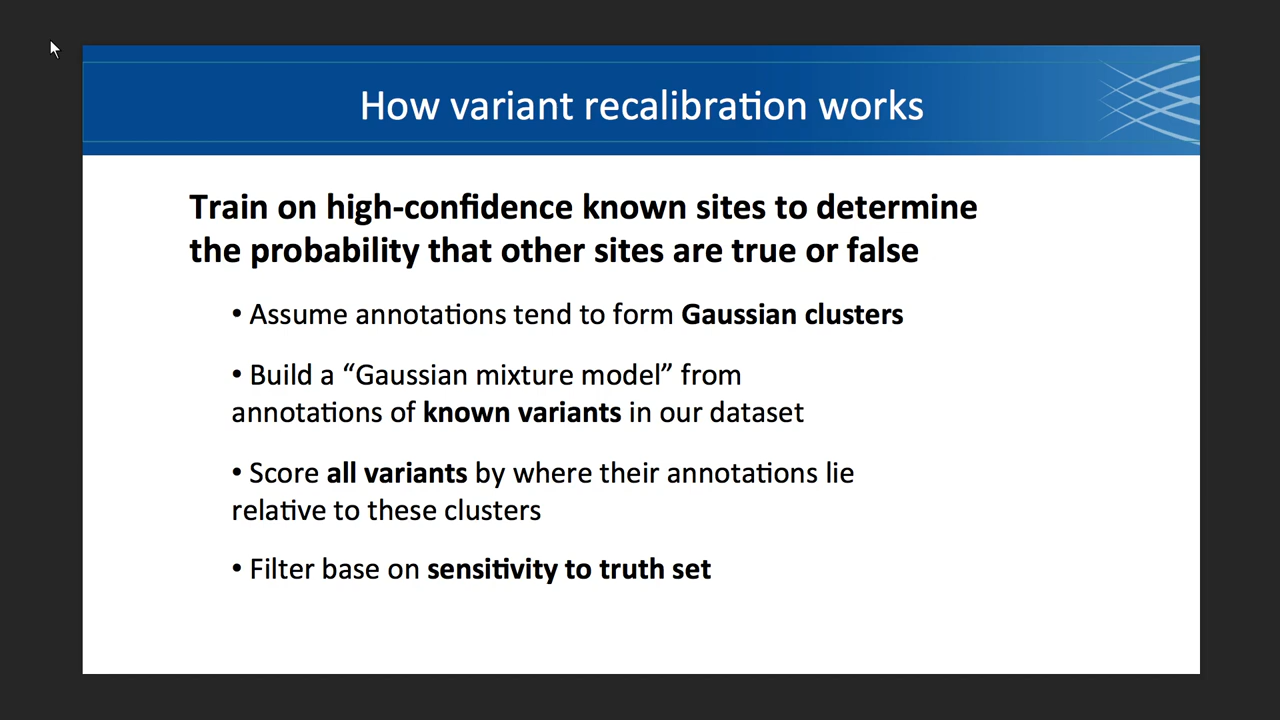 How variant recalibration works
Train on high-confidence known sites to determine
the probability that other sites are true or false
• Assume annotations tend to form Gaussian clusters
• Build a “Gaussian mixture model” from
annotations of known variants in our dataset
• Score all variants by where their annotations lie
relative to these clusters
• Filter base on sensitivity to truth set